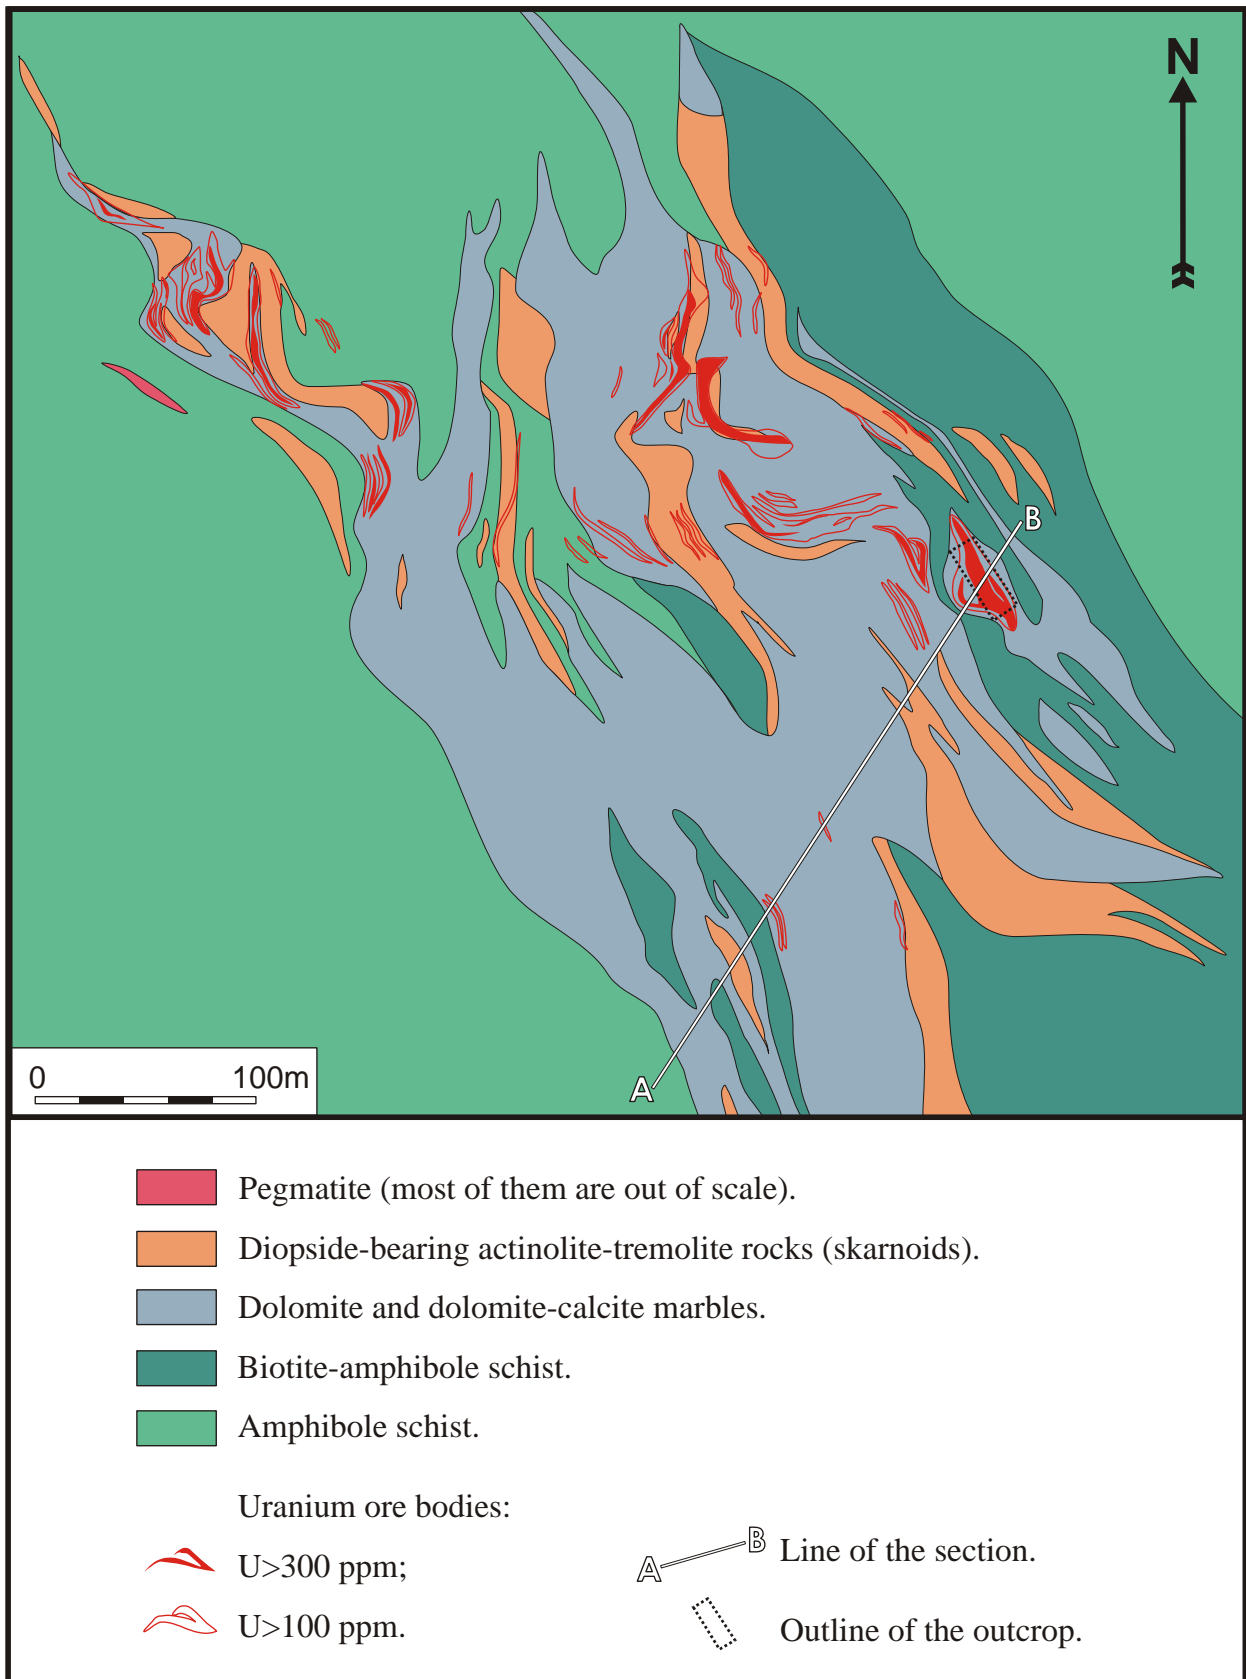 N
B
A
0 100m
Pegmatite (most of them are out of scale).
Diopside-bearing actinolite-tremolite rocks (skarnoids).
Dolomite and dolomite-calcite marbles.
Biotite-amphibole schist.
Amphibole schist.
Uranium ore bodies:
U>300 ppm;
U>100 ppm.
A B Line of the section.
Outline of the outcrop.